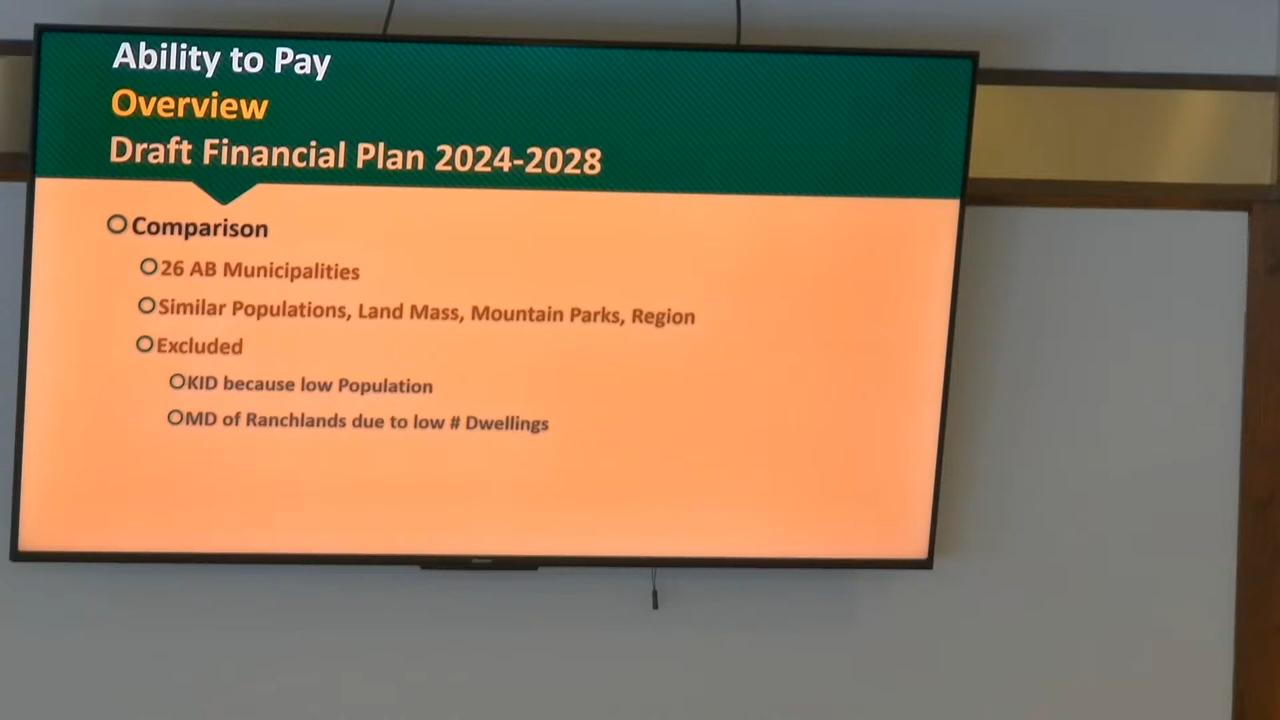 Ability to Pay
Overview
Draft Financial Plan 2024-2028
Comparison
26 AB Municipalities
Similar Populations, Land Mass, Mountain Parks, Region
Excluded
KID because low Population
MD of Ranchlands due to low # Dwellings